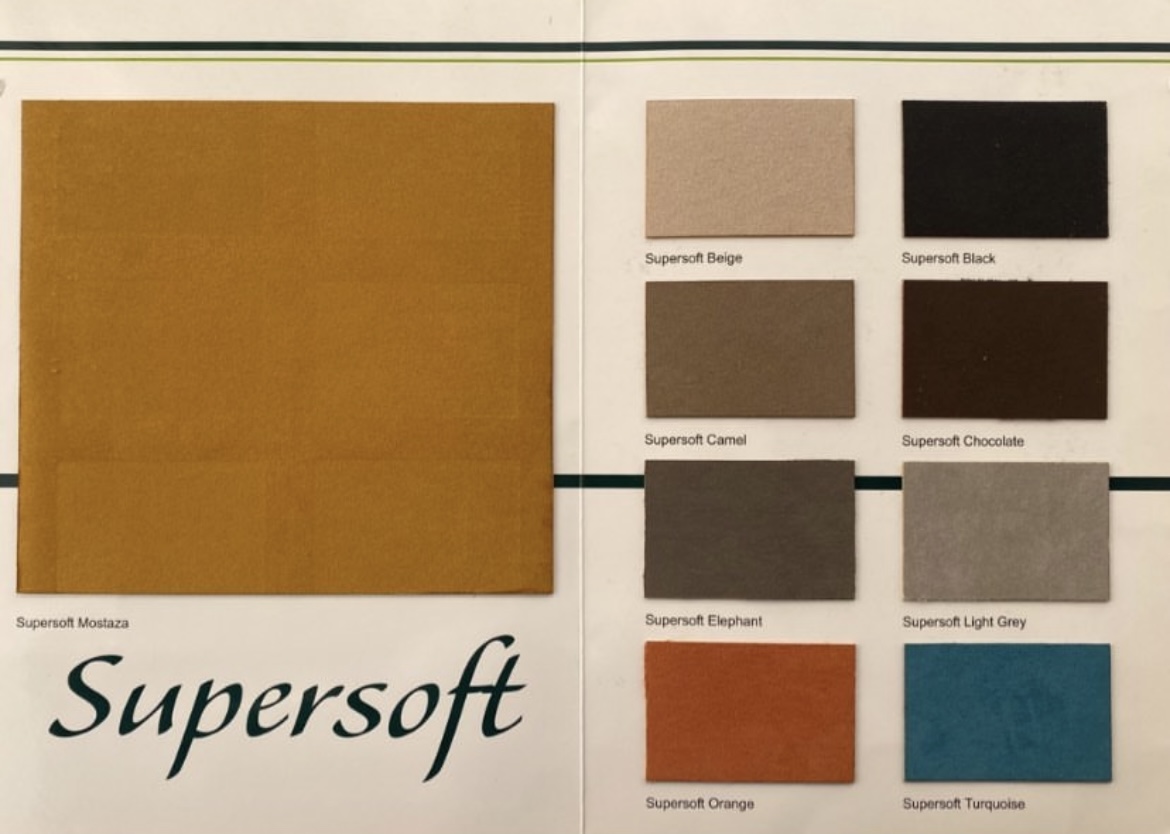 Supersoft Mostaza
Supersoft
Supersoft Beige
Supersoft Black
Supersoft Camel
Supersoft Chocolate
Supersoft Elephant
Supersoft Light Grey
Supersoft Orange
Supersoft Turquoise